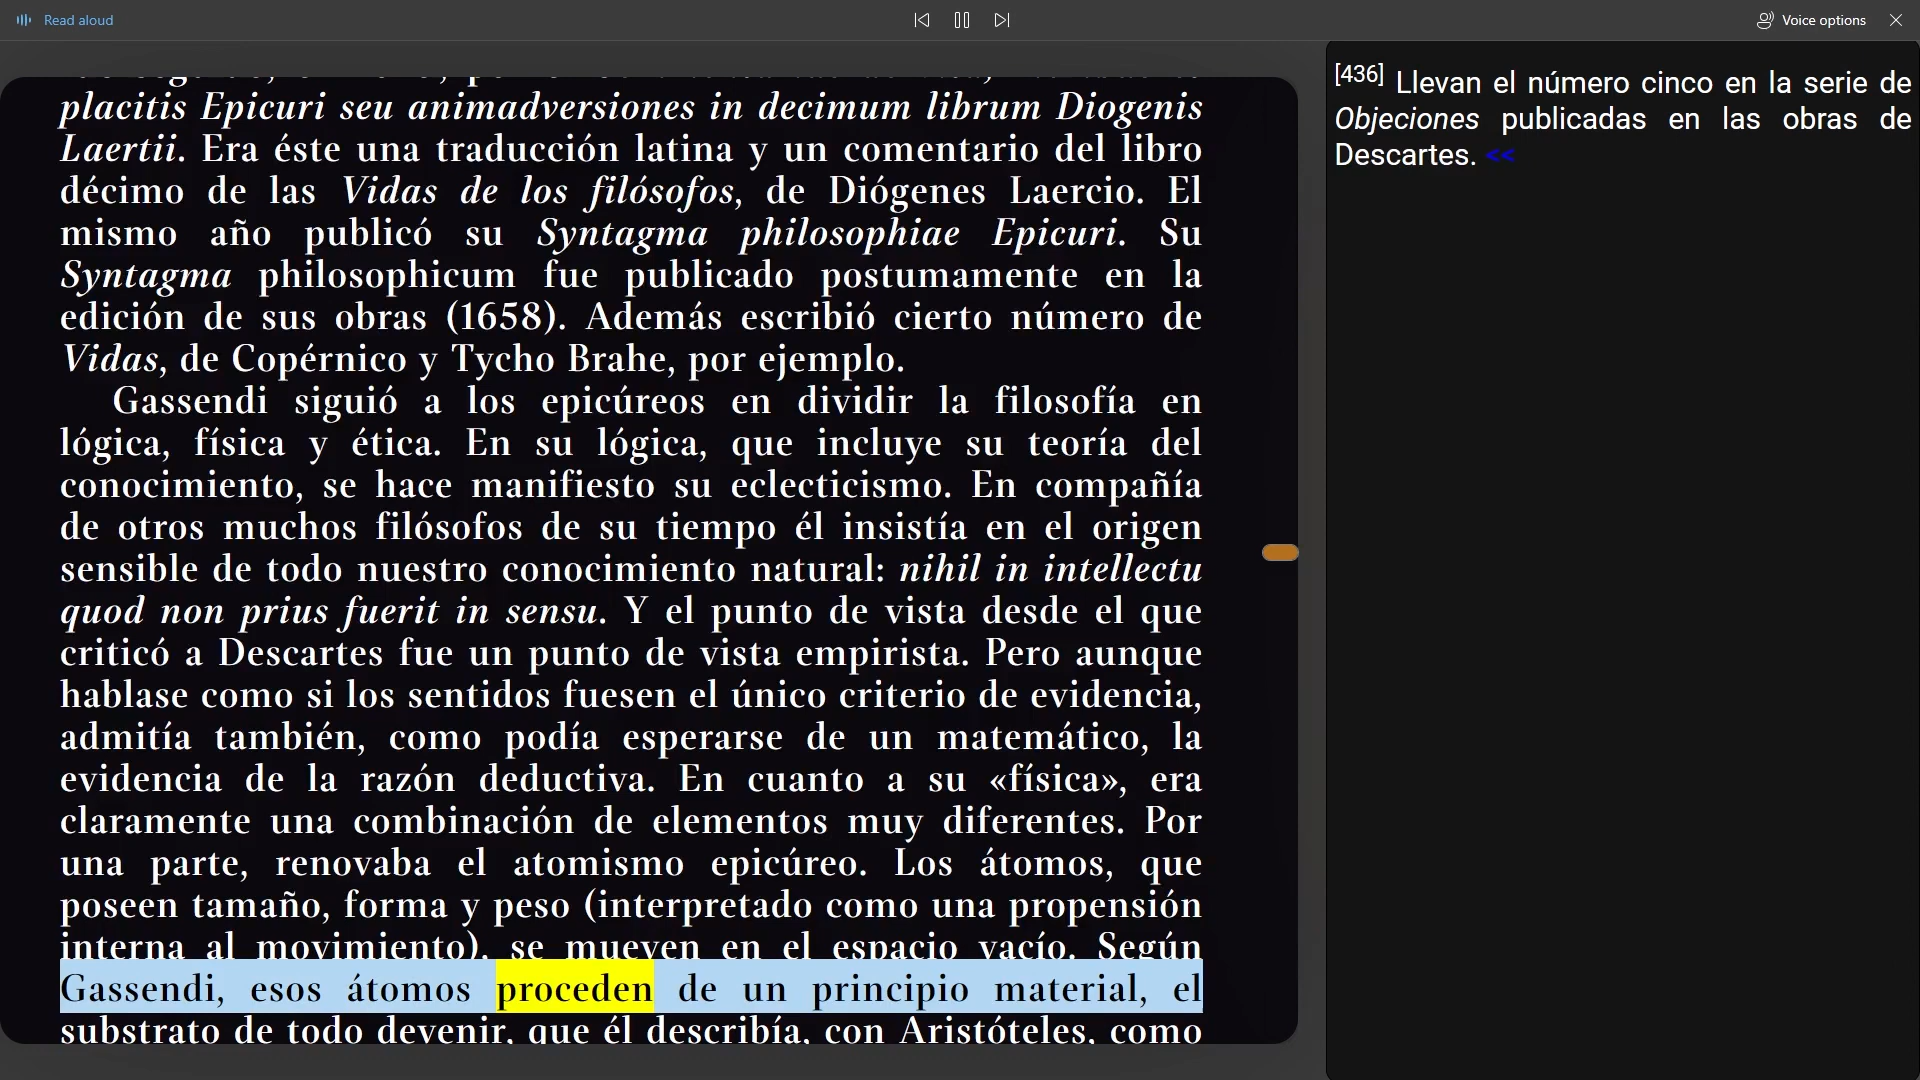 Read aloud
Voice options
placitis Epicuri seu animadversiones in decimum librum Diogenis
Laertii. Era éste una traducción latina y un comentario del libro
décimo de las Vidas de los filósofos, de Diógenes Laercio. El
mismo año publicó su Syntagma philosophiae Epicuri. Su
Syntagma philosophicum fue publicado postumamente en la
edición de sus obras (1658). Además escribió cierto número de
Vidas, de Copérnico y Tycho Brahe, por ejemplo.
Gassendi siguió a los epicúreos en dividir la filosofía en
lógica, física y ética. En su lógica, que incluye su teoría del
conocimiento, se hace manifiesto su eclecticismo. En compañía
de otros muchos filósofos de su tiempo él insistía en el origen
sensible de todo nuestro conocimiento natural: nihil in intellectu
quod non prius fuerit in sensu. Y el punto de vista desde el que
criticó a Descartes fue un punto de vista empirista. Pero aunque
hablase como si los sentidos fuesen el único criterio de evidencia,
admitía también, como podía esperarse de un matemático, la
evidencia de la razón deductiva. En cuanto a su «física», era
claramente una combinación de elementos muy diferentes. Por
una parte, renovaba el atomismo epicúreo. Los átomos, que
poseen tamaño, forma y peso (interpretado como una propensión
interna al movimiento), se mueven en el espacio vacío. Según
Gassendi, esos átomos proceden de un principio material, el
substrato de todo devenir, que él describía, con Aristóteles, como
[436] Llevan el número cinco en la serie de
Objeciones publicadas en las obras de
Descartes. <<